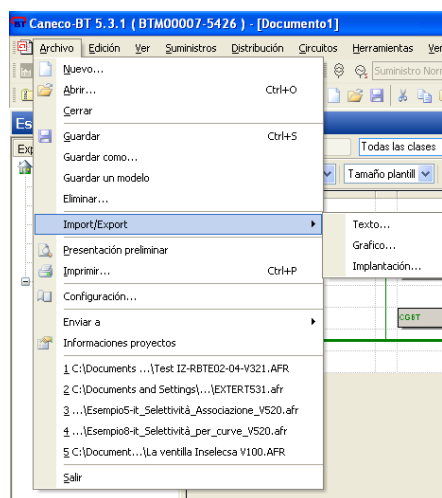 Caneco-BT 5.3.1 ( BTM00007-5426 ) - [Documento1]
Archivo Edición Ver Suministros Distribución Circuitos Herramientas
Nuevo...
Suministro
Abrir... Ctrl+O
Cerrar
Guardar Ctrl+S
Todas las clases
Guardar como...
Guardar un modelo
Tamaño plantill
Eliminar...
Import/Export
Texto...
Grafico...
Implantación...
Presentación preliminar
Imprimir... Ctrl+P
Configuración...
CGBT
Enviar a
Informaciones proyectos
1 C:\Documents ...\Test IZ-RBTE02-04-V321.AFR
2 C:\Documents and Settings\...\EXTERT531.afr
3 ...\Esempio5-it_Selettività_Associazione_V520.afr
4 ...\Esempio8-it_Selettività_per_curve_V520.afr
5 C:\Document...\La ventilla Inselecsa V100.AFR
Salir